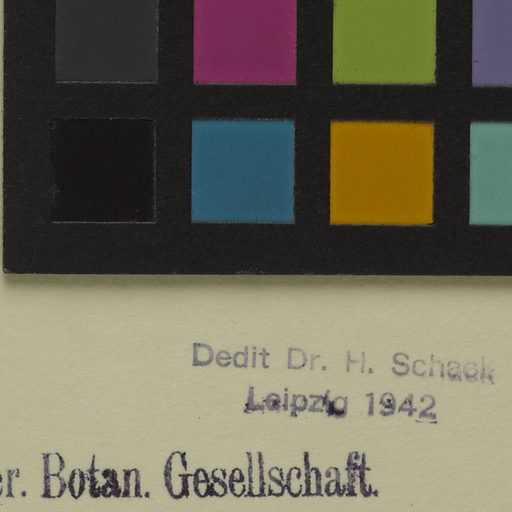 Dedit Dr. H. Schack
Leipzig 1942
er. Botan. Gesellschaft.